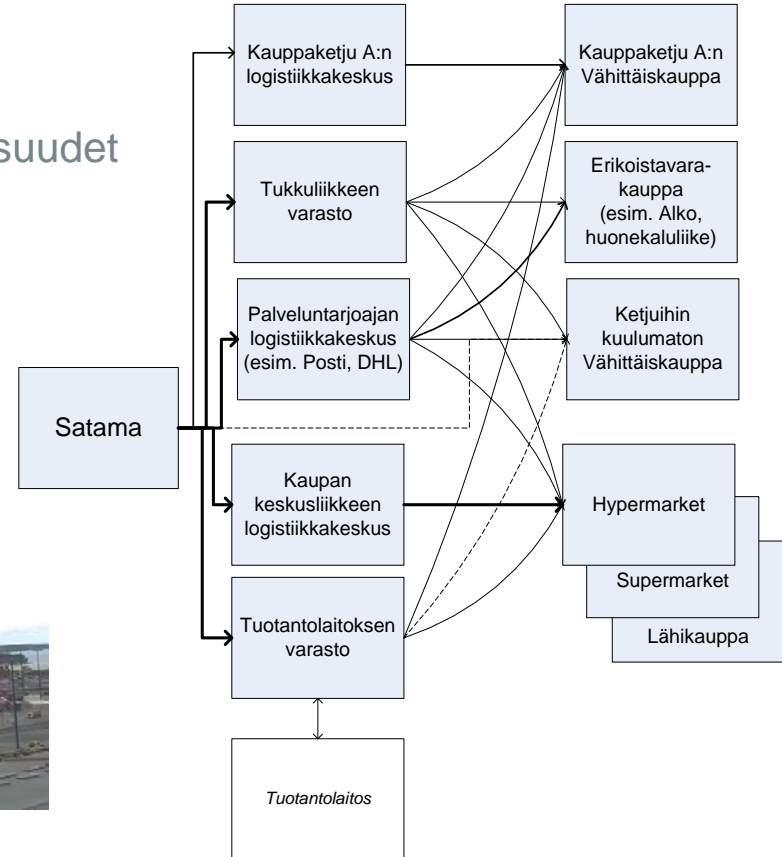 suudet
Kauppaketju A:n
logistiikkakeskus
Kauppaketju A:n
Vähittäiskauppa
Tukkuliikkeen
varasto
Erikoistavara-
kauppa
(esim. Alko,
huonekaluliike)
Palveluntarjoajan
logistiikkakeskus
(esim. Posti, DHL)
Ketjuihin
kuulumaton
Vähittäiskauppa
Satama
Kaupan
keskusliikkeen
logistiikkakeskus
Hypermarket
Supermarket
Lähikauppa
Tuotantolaitoksen
varasto
Tuotantolaitos